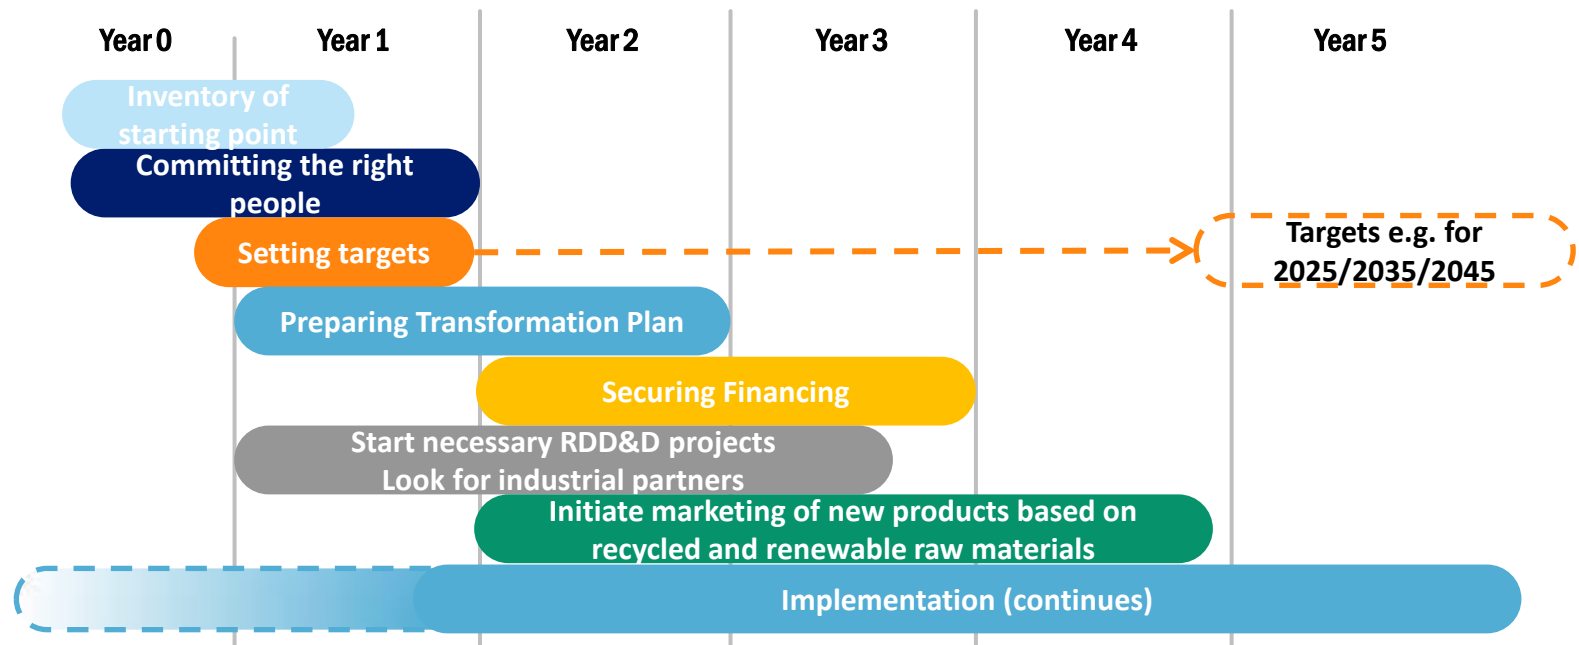 Year 0 Year 1 Year 2 Year 3 Year 4 Year 5
Inventory of
starting point
Committing the right
people
Setting targets
Targets e.g. for
2025/2035/2045
Preparing Transformation Plan
Securing Financing
Start necessary RDD&D projects
Look for industrial partners
Initiate marketing of new products based on
recycled and renewable raw materials
Implementation (continues)